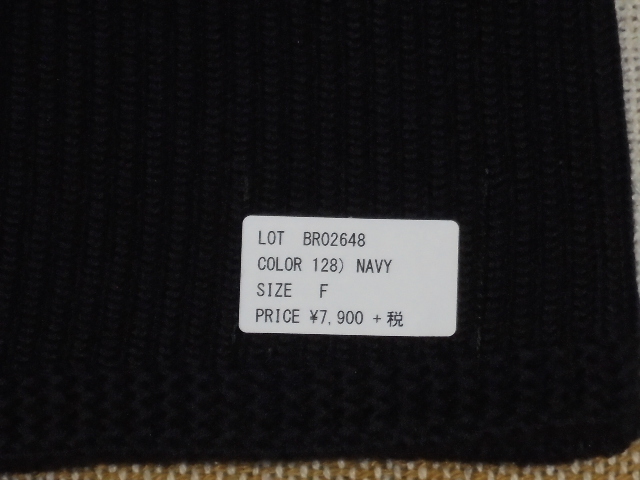 LOT BR02648
COLOR 128) NAVY
SIZE F
PRICE ¥7,900 +税